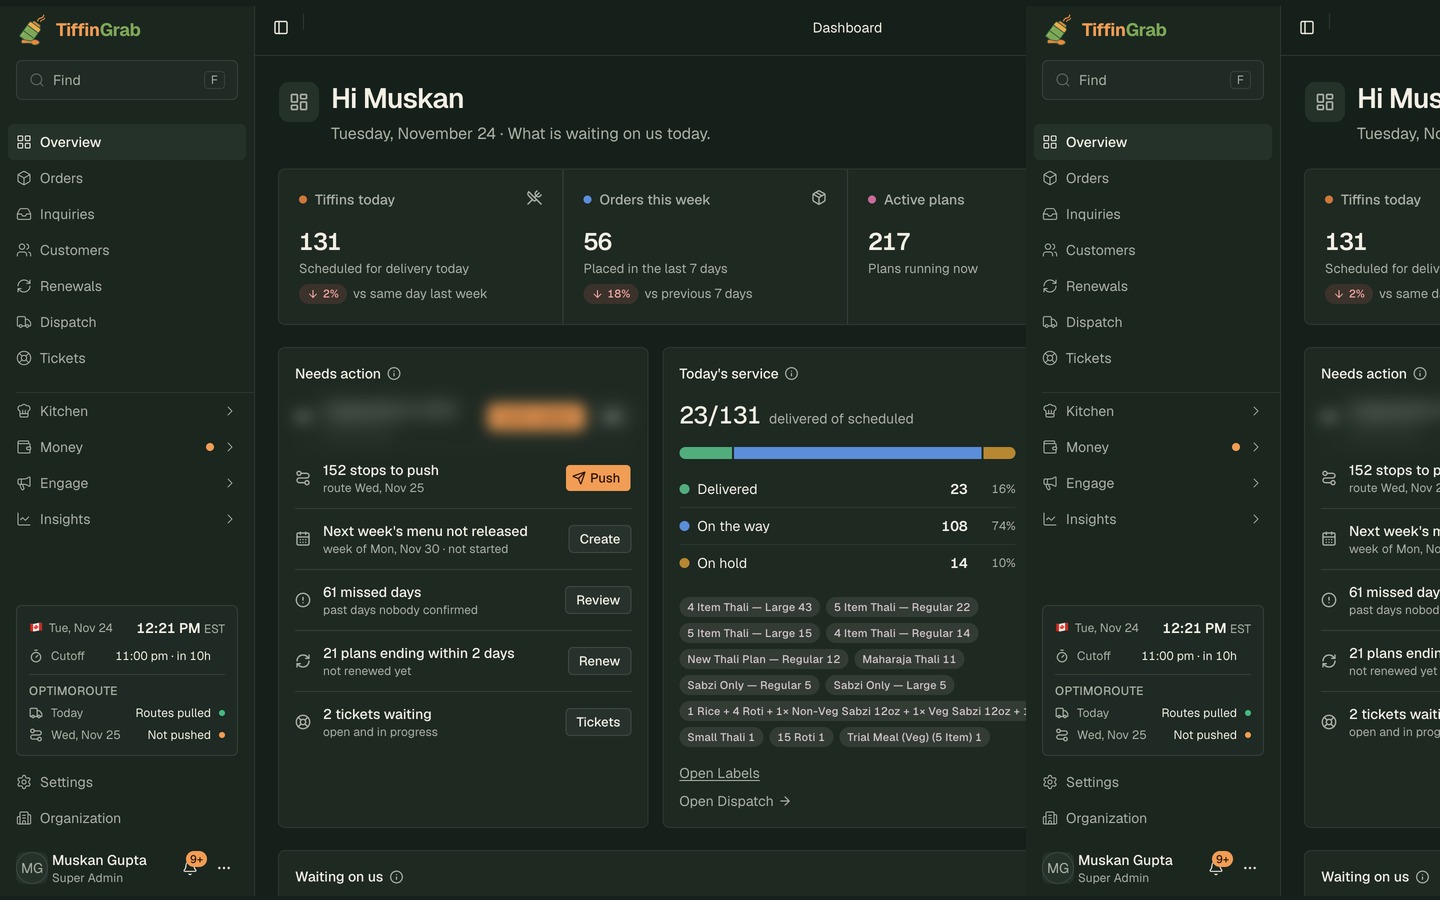 TiffinGrab
Find F
Overview
Orders
Inquiries
Customers
Renewals
Dispatch
Tickets
Kitchen
Money
Engage
Insights
Tue, Nov 24 12:21 PM EST
Cutoff 11:00 pm · in 10h
OPTIMOROUTE
Today Routes pulled
Wed, Nov 25 Not pushed
Settings
Organization
MG Muskan Gupta 9+
Super Admin
Dashboard
Hi Muskan
Tuesday, November 24 · What is waiting on us today.
Tiffins today
131
Scheduled for delivery today
↓ 2% vs same day last week
Orders this week
56
Placed in the last 7 days
↓ 18% vs previous 7 days
Active plans
217
Plans running now
Needs action
152 stops to push
route Wed, Nov 25
Push
Next week's menu not released
week of Mon, Nov 30 · not started
Create
61 missed days
past days nobody confirmed
Review
21 plans ending within 2 days
not renewed yet
Renew
2 tickets waiting
open and in progress
Tickets
Today's service
23/131 delivered of scheduled
Delivered 23 16%
On the way 108 74%
On hold 14 10%
4 Item Thali — Large 43 5 Item Thali — Regular 22
5 Item Thali — Large 15 4 Item Thali — Regular 14
New Thali Plan — Regular 12 Maharaja Thali 11
Sabzi Only — Regular 5 Sabzi Only — Large 5
1 Rice + 4 Roti + 1× Non-Veg Sabzi 12oz + 1× Veg Sabzi 12oz + 1
Small Thali 1 15 Roti 1 Trial Meal (Veg) (5 Item) 1
Open Labels
Open Dispatch →
Waiting on us
TiffinGrab
Find F
Overview
Orders
Inquiries
Customers
Renewals
Dispatch
Tickets
Kitchen
Money
Engage
Insights
Tue, Nov 24 12:21 PM EST
Cutoff 11:00 pm · in 10h
OPTIMOROUTE
Today Routes pulled
Wed, Nov 25 Not pushed
Settings
Organization
MG Muskan Gupta 9+
Super Admin
Hi Mus
Tuesday, No
Tiffins today
131
Scheduled for deliv
↓ 2% vs same d
Needs action
152 stops to p
route Wed, Nov 2
Next week's m
week of Mon, Nov
61 missed day
past days nobod
21 plans endin
not renewed yet
2 tickets waiti
open and in prog
Waiting on us